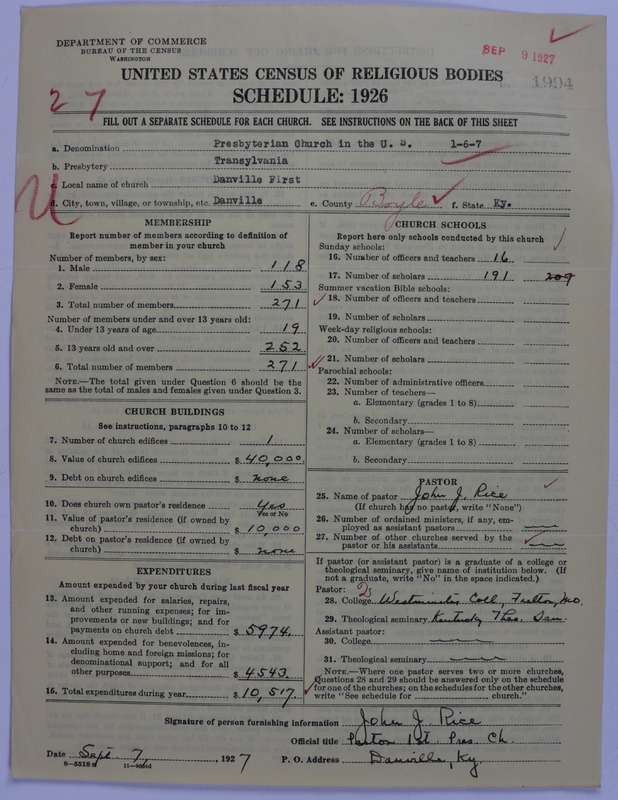 DEPARTMENT OF COMMERCE
BUREAU OF THE CENSUS
WASHINGTON
SEP 9 1927
1994
UNITED STATES CENSUS OF RELIGIOUS BODIES
SCHEDULE: 1926
27
FILL OUT A SEPARATE SCHEDULE FOR EACH CHURCH. SEE INSTRUCTIONS ON THE BACK OF THIS SHEET
a. Denomination Presbyterian Church in the U. S. 1-6-7
b. Presbytery Transylvania
c. Local name of church Danville First
d. City, town, village, or township, etc. Danville e. County Boyle f. State Ky.
MEMBERSHIP
Report number of members according to definition of
member in your church
Number of members, by sex:
1. Male 118
2. Female 153
3. Total number of members 271
Number of members under and over 13 years old:
4. Under 13 years of age 19
5. 13 years old and over 252
6. Total number of members 271
NOTE.—The total given under Question 6 should be
same as the total of males and females given under Question 3.
CHURCH BUILDINGS
See instructions, paragraphs 10 to 12
7. Number of church edifices 1
8. Value of church edifices $ 40,000.
9. Debt on church edifices $ none
10. Does church own pastor's residence Yes
Yes or No
11. Value of pastor's residence (if owned by
church) $ 10,000
12. Debt on pastor's residence (if owned by
church) $ none
EXPENDITURES
Amount expended by your church during last fiscal year
13. Amount expended for salaries, repairs,
and other running expenses; for im-
provements or new buildings; and for
payments on church debt $ 5974.
14. Amount expended for benevolences, in-
cluding home and foreign missions; for
denominational support; and for all
other purposes $ 4543.
15. Total expenditures during year $ 10,517.
CHURCH SCHOOLS
Report here only schools conducted by this church
Sunday schools:
16. Number of officers and teachers 16
17. Number of scholars 191 209
Summer vacation Bible schools:
18. Number of officers and teachers
19. Number of scholars
Week-day religious schools:
20. Number of officers and teachers
21. Number of scholars
Parochial schools:
22. Number of administrative officers
23. Number of teachers—
a. Elementary (grades 1 to 8)
b. Secondary
24. Number of scholars—
a. Elementary (grades 1 to 8)
b. Secondary
PASTOR
25. Name of pastor John J. Rice
(If church has no pastor, write "None")
26. Number of ordained ministers, if any, em-
ployed as assistant pastors
27. Number of other churches served by the
pastor or his assistants
If pastor (or assistant pastor) is a graduate of a college or
theological seminary, give name of institution below. (If
not a graduate, write "No" in the space indicated.)
Pastor:
28. College Westminster Coll., Fulton, Mo.
29. Theological seminary Kentucky Theo. Sem.
Assistant pastor:
30. College
31. Theological seminary
NOTE.—Where one pastor serves two or more churches,
Questions 28 and 29 should be answered only on the schedule
for one of the churches; on the schedules for the other churches,
write "See schedule for church."
Signature of person furnishing information John J. Rice
Official title Pastor 1st Pres Ch.
Date Sept. 7, 1927 P. O. Address Danville, Ky.